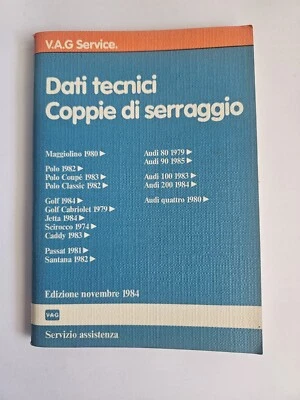 V.A.G Service.
Dati tecnici
Coppie di serraggio
Maggiolino 1980 ▶
Polo 1982 ▶
Polo Coupé 1983 ▶
Polo Classic 1982 ▶
Golf 1984 ▶
Golf Cabriolet 1979 ▶
Jetta 1984 ▶
Scirocco 1974 ▶
Caddy 1983 ▶
Passat 1981 ▶
Santana 1982 ▶
Audi 80 1979 ▶
Audi 90 1985 ▶
Audi 100 1983 ▶
Audi 200 1984 ▶
Audi quattro 1980 ▶
Edizione novembre 1984
V·A·G
Servizio assistenza